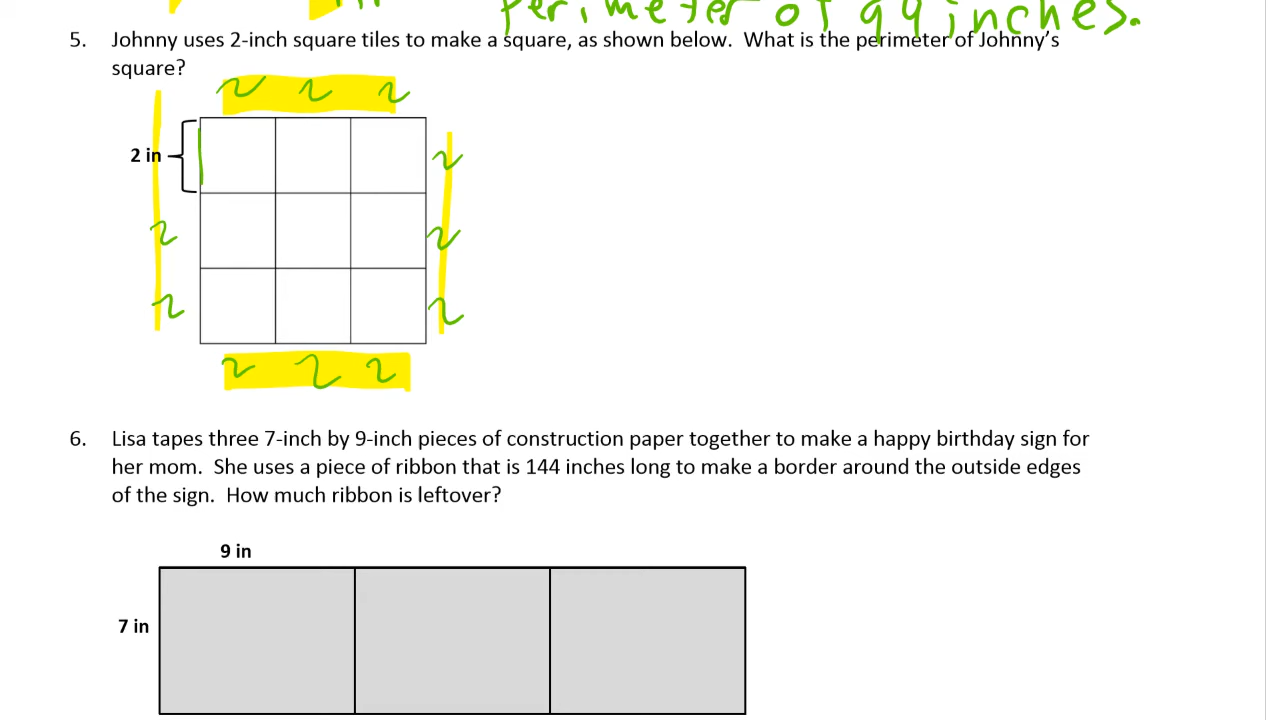 perimeter of 99 inches.
5. Johnny uses 2-inch square tiles to make a square, as shown below. What is the perimeter of Johnny's
square?
2 2 2
2 in
2
2 2
2 2
2 2 2
6. Lisa tapes three 7-inch by 9-inch pieces of construction paper together to make a happy birthday sign for
her mom. She uses a piece of ribbon that is 144 inches long to make a border around the outside edges
of the sign. How much ribbon is leftover?
9 in
7 in